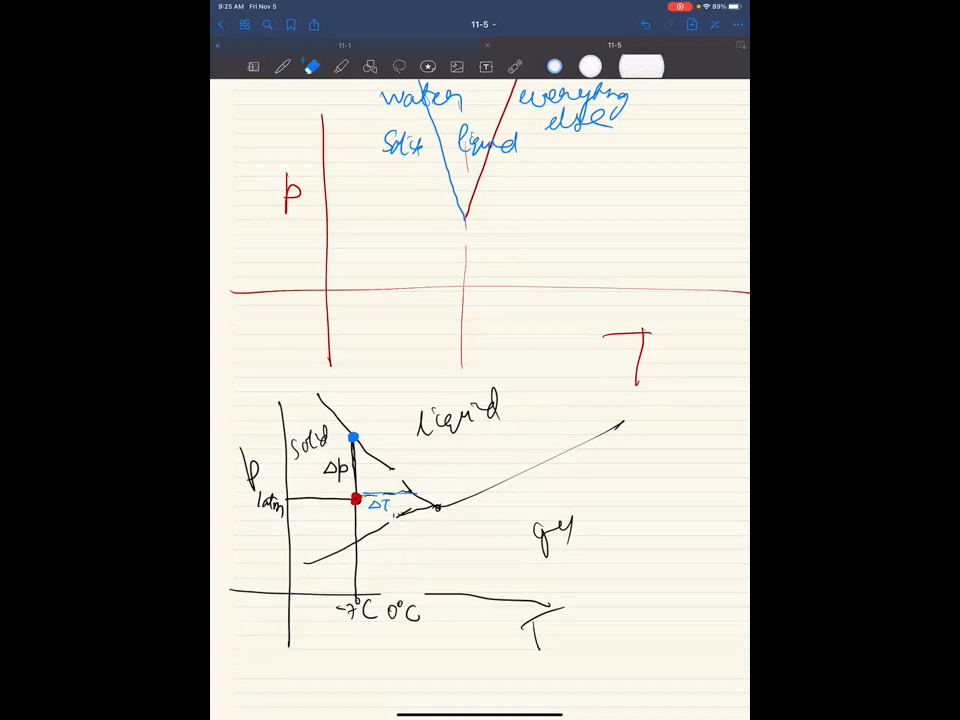 9:25 AM Fri Nov 5
89%
11-5
11-1
11-5
water
everything
else
solid
liquid
P
T
liquid
solid
Δp
P
1atm
ΔT
-7°C 0°C
T